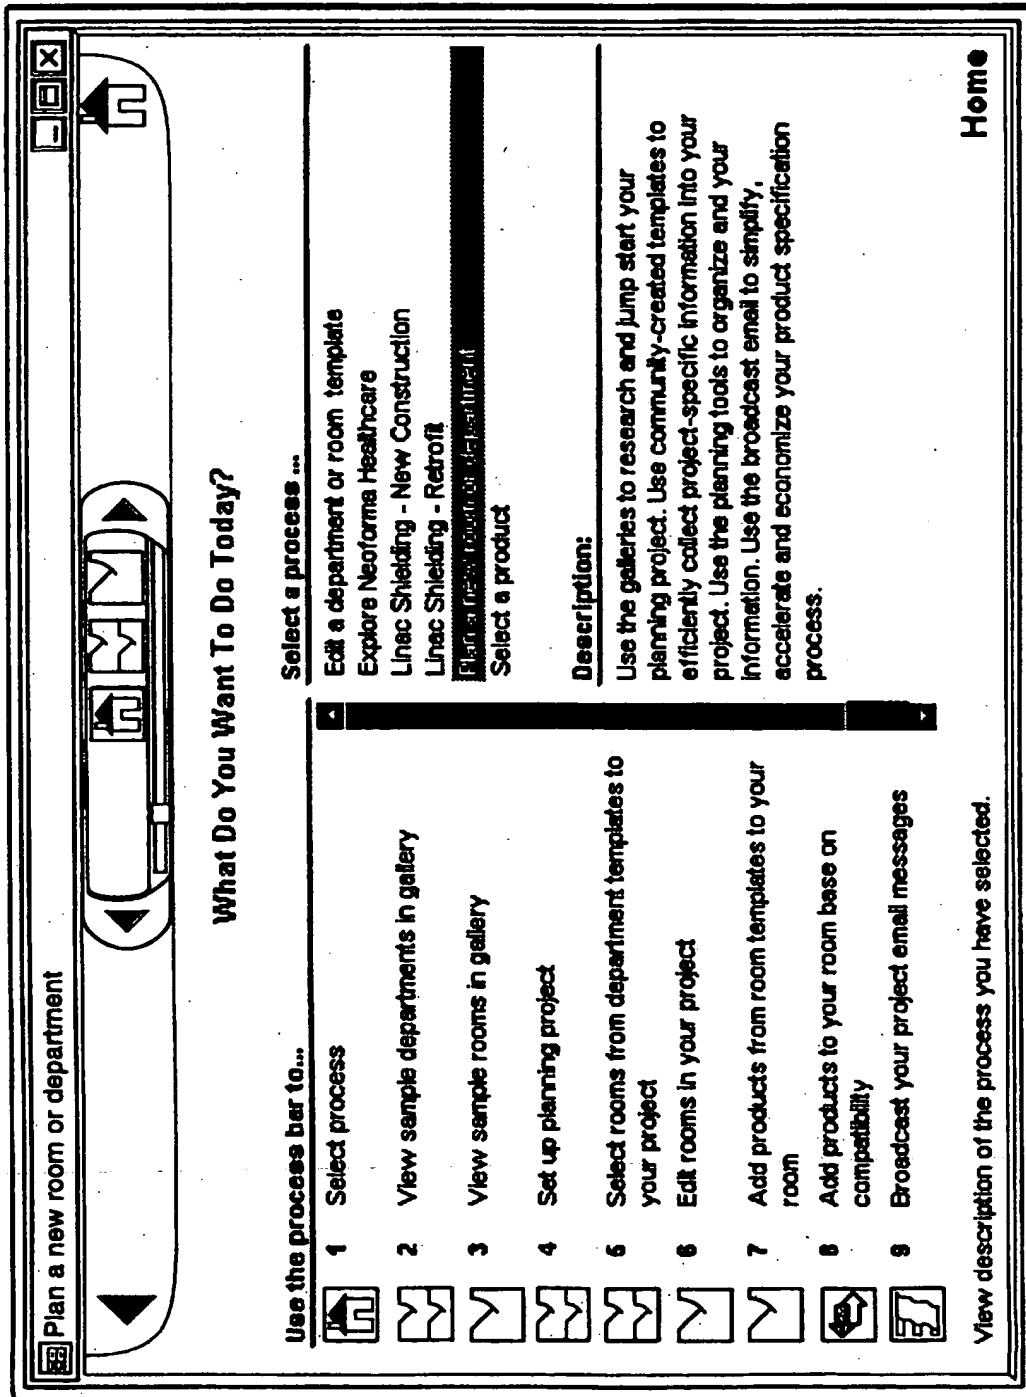 Plan a new room or department
What Do You Want To Do Today?
Use the process bar to...
1 Select process
2 View sample departments in gallery
3 View sample rooms in gallery
4 Set up planning project
5 Select rooms from department templates to
your project
6 Edit rooms in your project
7 Add products from room templates to your
room
8 Add products to your room base on
compatibility
9 Broadcast your project email messages
Select a process ...
Edit a department or room template
Explore Neoforma Healthcare
Linac Shielding - New Construction
Linac Shielding - Retrofit
Plan a new room or department
Select a product
Description:
Use the galleries to research and jump start your
planning project. Use community-created templates to
efficiently collect project-specific information into your
project. Use the planning tools to organize and your
information. Use the broadcast email to simplify,
accelerate and economize your product specification
process.
View description of the process you have selected.
Home